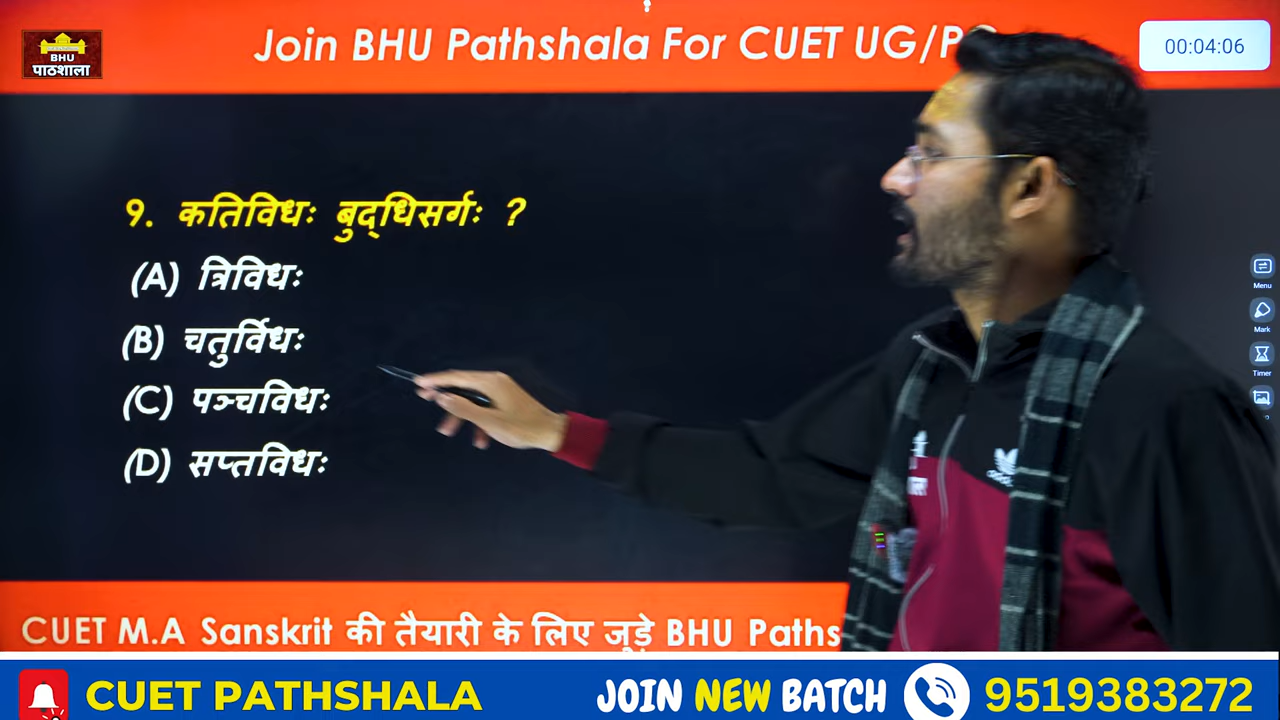 Join BHU Pathshala For CUET UG/P
00:04:06
BHU
पाठशाला
9. कतिविधः बुद्धिसर्गः ?
(A) त्रिविधः
(B) चतुर्विधः
(C) पञ्चविधः
(D) सप्तविधः
Menu
Mark
Timer
CUET M.A Sanskrit की तैयारी के लिए जुड़े BHU Paths
CUET PATHSHALA
JOIN NEW BATCH
9519383272